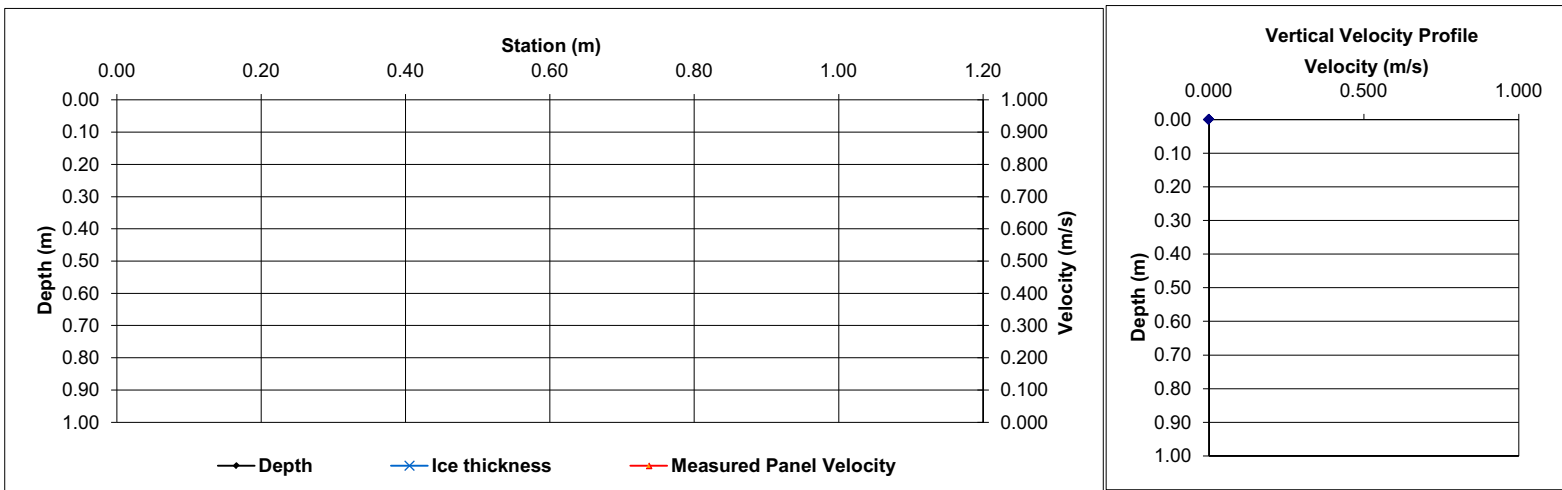 Station (m)
0.00 0.20 0.40 0.60 0.80 1.00 1.20
0.00 1.000
0.10 0.900
0.20 0.800
0.30 0.700
0.40 0.600
0.50 0.500
0.60 0.400
0.70 0.300
0.80 0.200
0.90 0.100
1.00 0.000
Depth (m)
Velocity (m/s)
Depth Ice thickness Measured Panel Velocity
Vertical Velocity Profile
Velocity (m/s)
0.000 0.500 1.000
0.00
0.10
0.20
0.30
0.40
0.50
0.60
0.70
0.80
0.90
1.00
Depth (m)